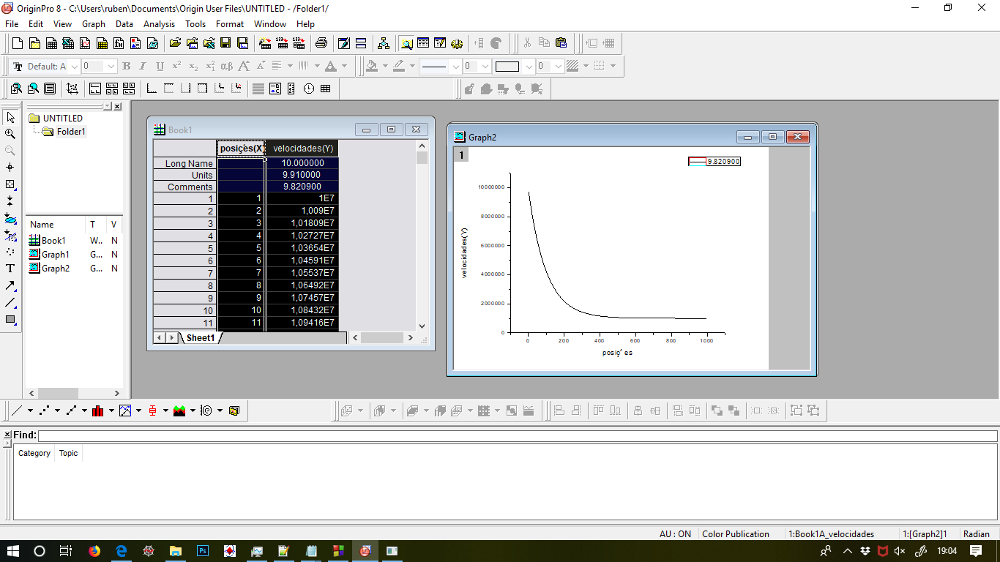 OriginPro 8 - C:\Users\ruben\Documents\Origin User Files\UNTITLED - /Folder1/
File Edit View Graph Data Analysis Tools Format Window Help
Default: A 0 B I U x² x₂ αβ A A A 0 0
UNTITLED
Folder1
Name T V
Book1 W... N
Graph1 G... N
Graph2 G... N
Book1
posições(X) velocidades(Y)
Long Name 10.000000
Units 9.910000
Comments 9.820900
1 1 1E7
2 2 1,009E7
3 3 1,01809E7
4 4 1,02727E7
5 5 1,03654E7
6 6 1,04591E7
7 7 1,05537E7
8 8 1,06492E7
9 9 1,07457E7
10 10 1,08432E7
11 11 1,09416E7
Sheet1
Graph2
1
9.820900
10000000
8000000
6000000
4000000
2000000
0
velocidades(Y)
0 200 400 600 800 1000
posiç˝es
Find:
Category Topic
AU : ON Color Publication 1:Book1A_velocidades 1:[Graph2]1 Radian
Ps
19:04